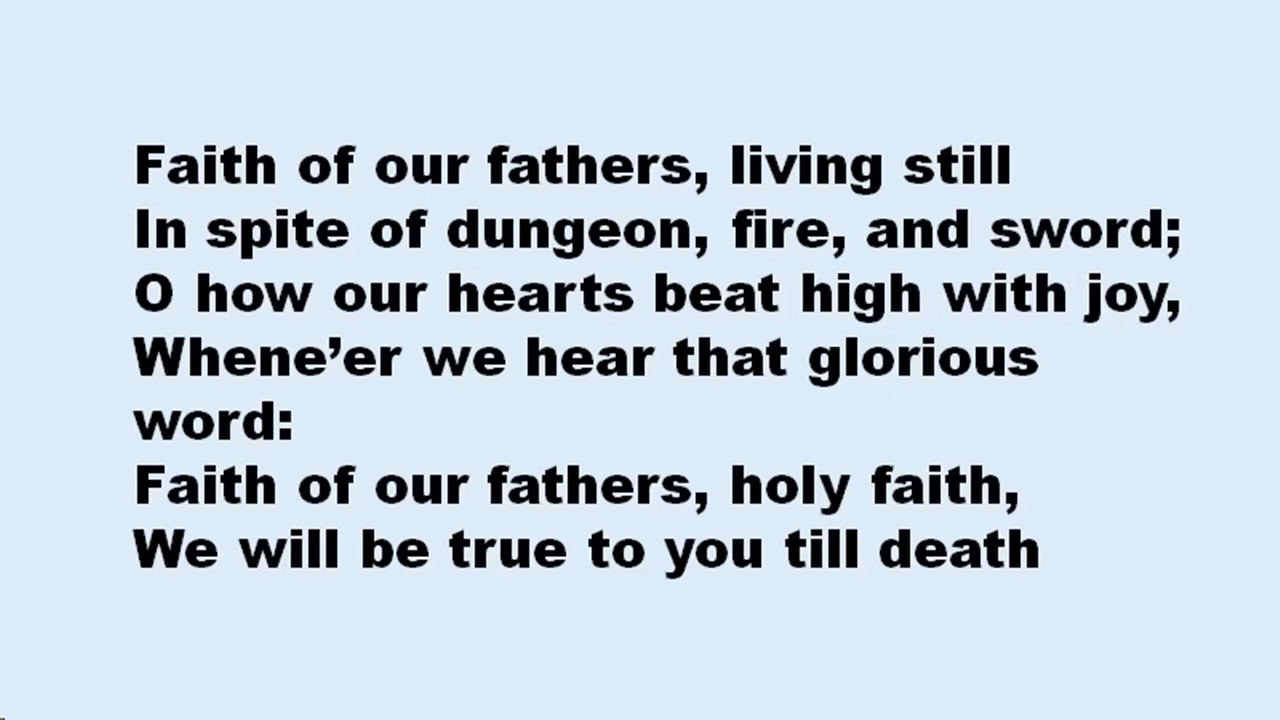 Faith of our fathers, living still
In spite of dungeon, fire, and sword;
O how our hearts beat high with joy,
Whene’er we hear that glorious
word:
Faith of our fathers, holy faith,
We will be true to you till death